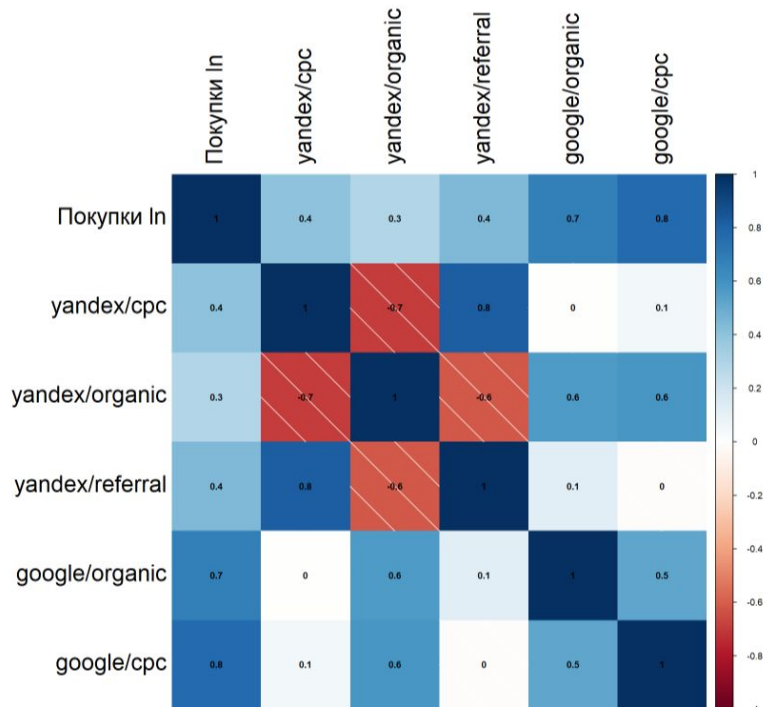 Покупки ln
yandex/cpc
yandex/organic
yandex/referral
google/organic
google/cpc
Покупки ln 1 0.4 0.3 0.4 0.7 0.8
yandex/cpc 0.4 1 -0.7 0.8 0 0.1
yandex/organic 0.3 -0.7 1 -0.6 0.6 0.6
yandex/referral 0.4 0.8 -0.6 1 0.1 0
google/organic 0.7 0 0.6 0.1 1 0.5
google/cpc 0.8 0.1 0.6 0 0.5 1
1
0.8
0.6
0.4
0.2
0
-0.2
-0.4
-0.6
-0.8